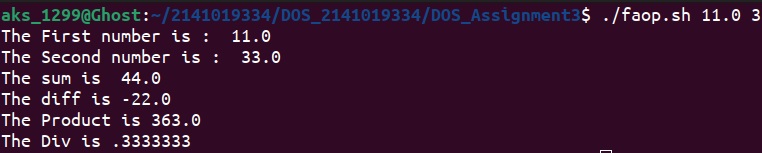 aks_1299@Ghost:~/2141019334/DOS_2141019334/DOS_Assignment3$ ./faop.sh 11.0 3
The First number is :  11.0
The Second number is :  33.0
The sum is  44.0
The diff is -22.0
The Product is 363.0
The Div is .3333333